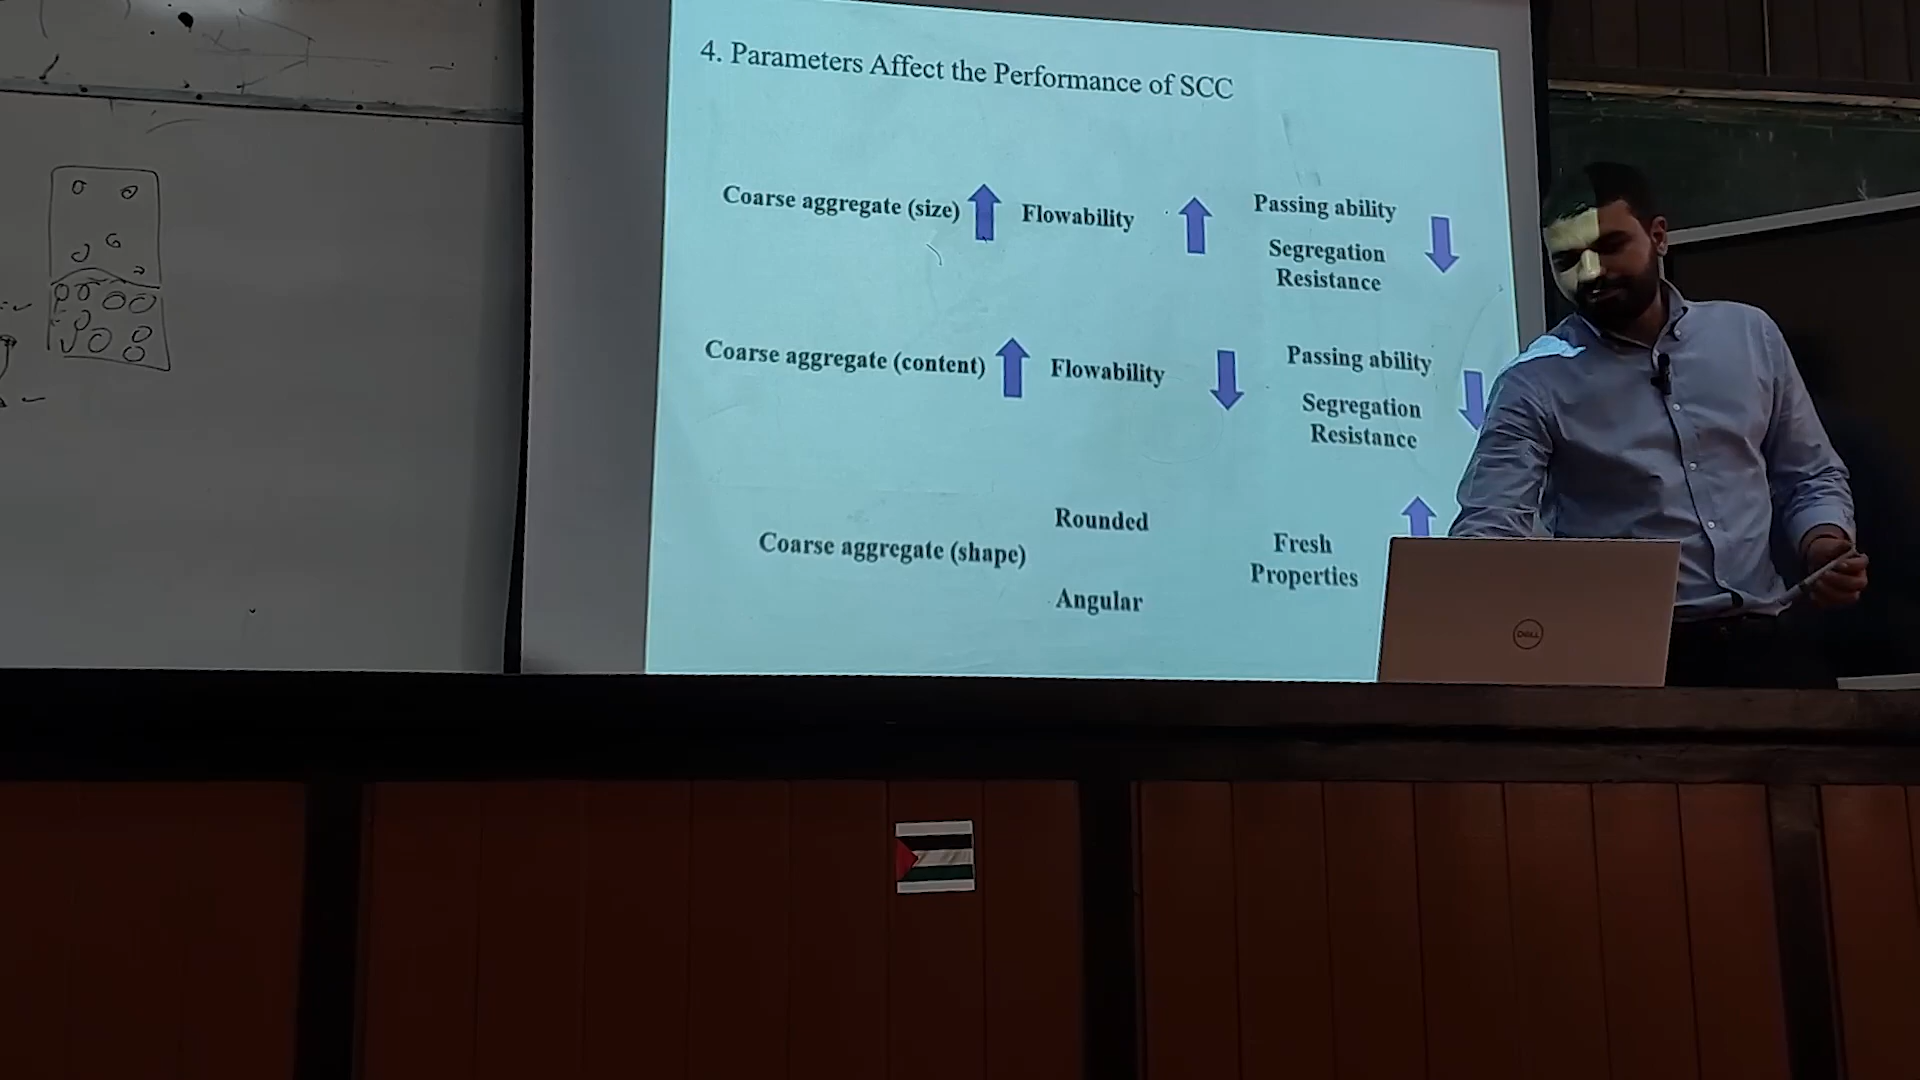 4. Parameters Affect the Performance of SCC
Coarse aggregate (size) Flowability Passing ability
Segregation
Resistance
Coarse aggregate (content) Flowability Passing ability
Segregation
Resistance
Rounded
Coarse aggregate (shape)
Angular
Fresh
Properties
DELL